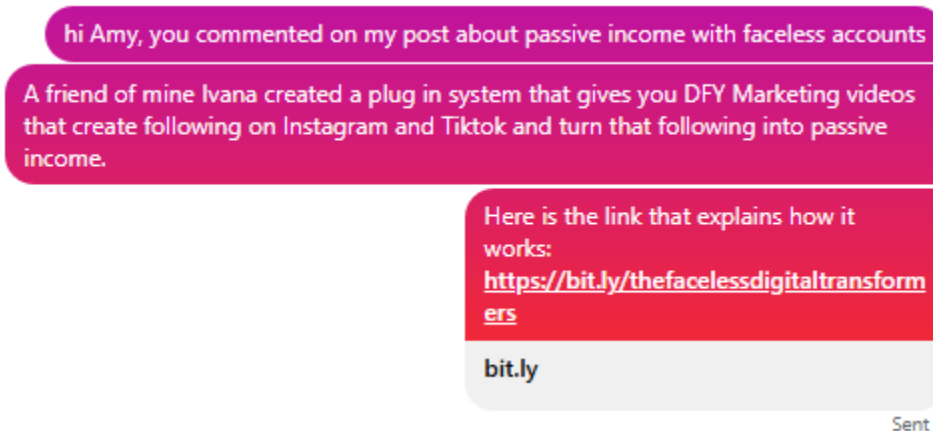 hi Amy, you commented on my post about passive income with faceless accounts
A friend of mine Ivana created a plug in system that gives you DFY Marketing videos
that create following on Instagram and Tiktok and turn that following into passive
income.
Here is the link that explains how it
works:
https://bit.ly/thefacelessdigitaltransform
ers
bit.ly
Sent